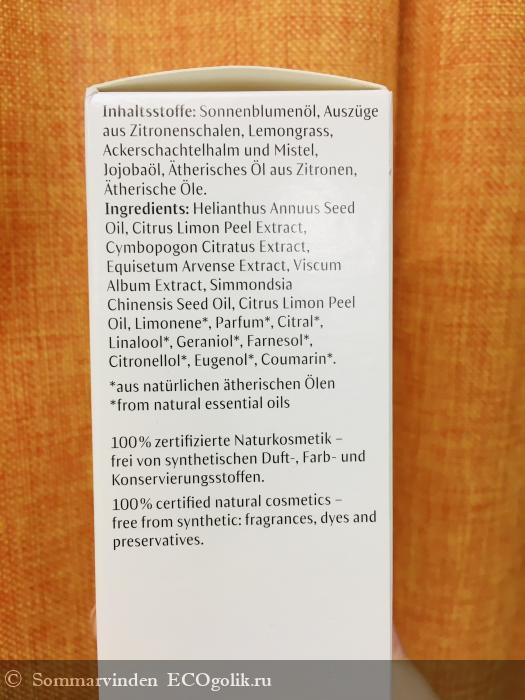 Inhaltsstoffe: Sonnenblumenöl, Auszüge
aus Zitronenschalen, Lemongrass,
Ackerschachtelhalm und Mistel,
Jojobaöl, Ätherisches Öl aus Zitronen,
Ätherische Öle.
Ingredients: Helianthus Annuus Seed
Oil, Citrus Limon Peel Extract,
Cymbopogon Citratus Extract,
Equisetum Arvense Extract, Viscum
Album Extract, Simmondsia
Chinensis Seed Oil, Citrus Limon Peel
Oil, Limonene*, Parfum*, Citral*,
Linalool*, Geraniol*, Farnesol*,
Citronellol*, Eugenol*, Coumarin*.
*aus natürlichen ätherischen Ölen
*from natural essential oils
100% zertifizierte Naturkosmetik –
frei von synthetischen Duft-, Farb- und
Konservierungsstoffen.
100% certified natural cosmetics –
free from synthetic: fragrances, dyes and
preservatives.
© Sommarvinden ECOgolik.ru